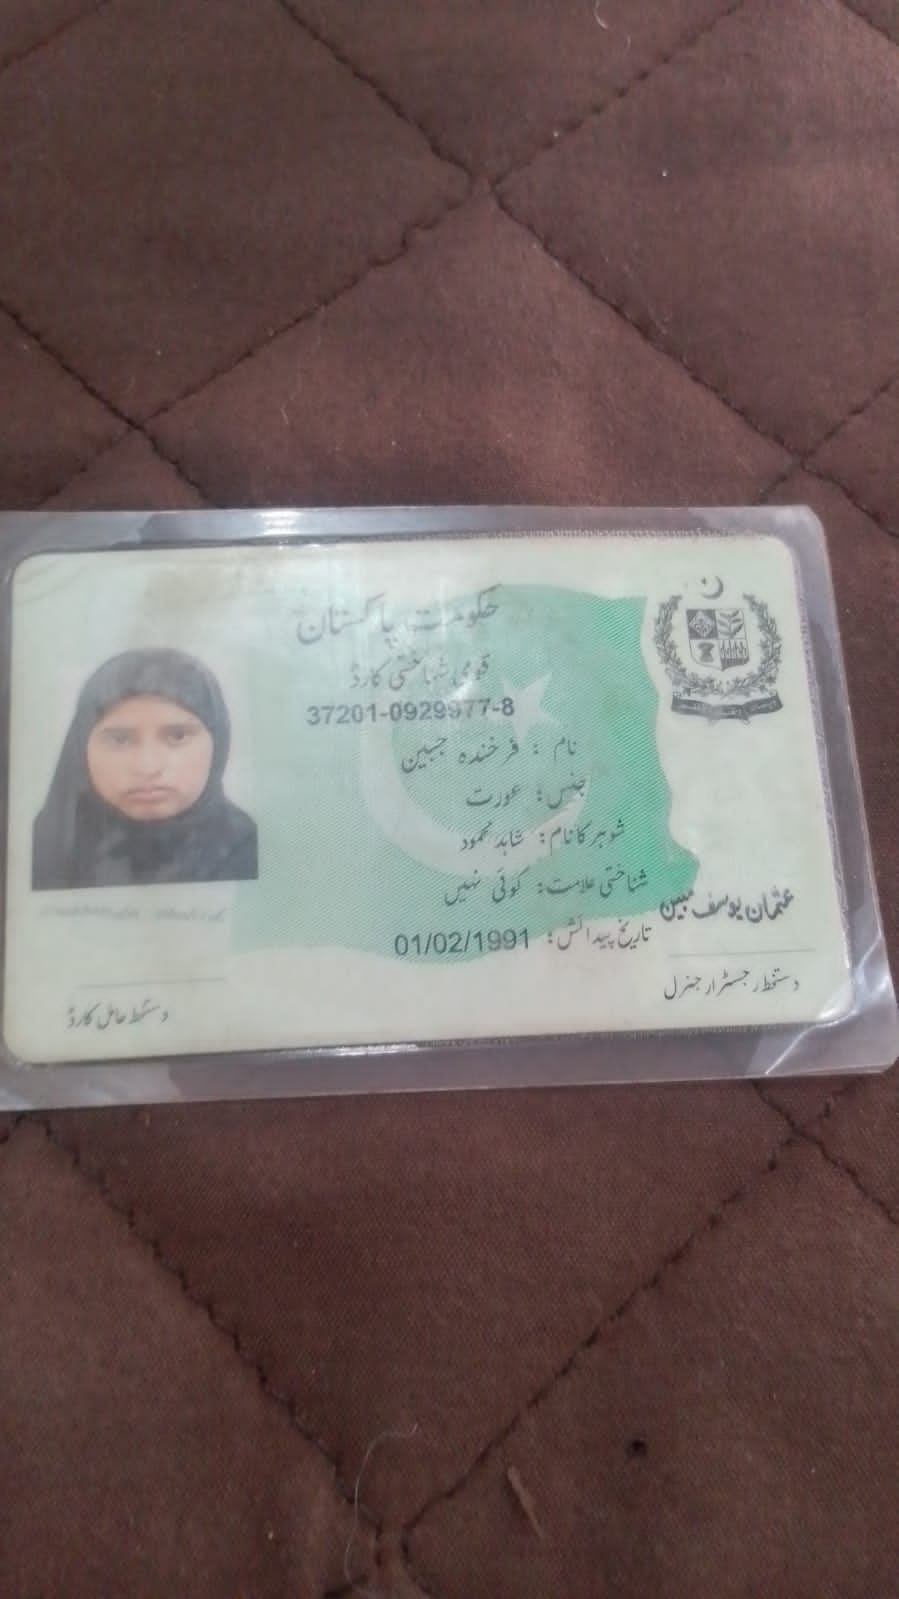 حکومت پاکستان
قومی شناختی کارڈ
37201-0929977-8
نام : فرخندہ جبین
جنس: عورت
شوہر کا نام: شاہد محمود
شناختی علامت: کوئی نہیں
تاریخ پیدائش: 01/02/1991
عثمان یوسف مبین
دستخط رجسٹرار جنرل
دستخط حامل کارڈ